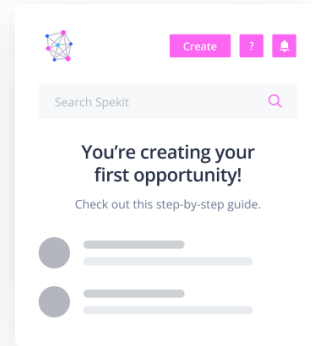 Create
?
Search Spekit
You’re creating your
first opportunity!
Check out this step-by-step guide.